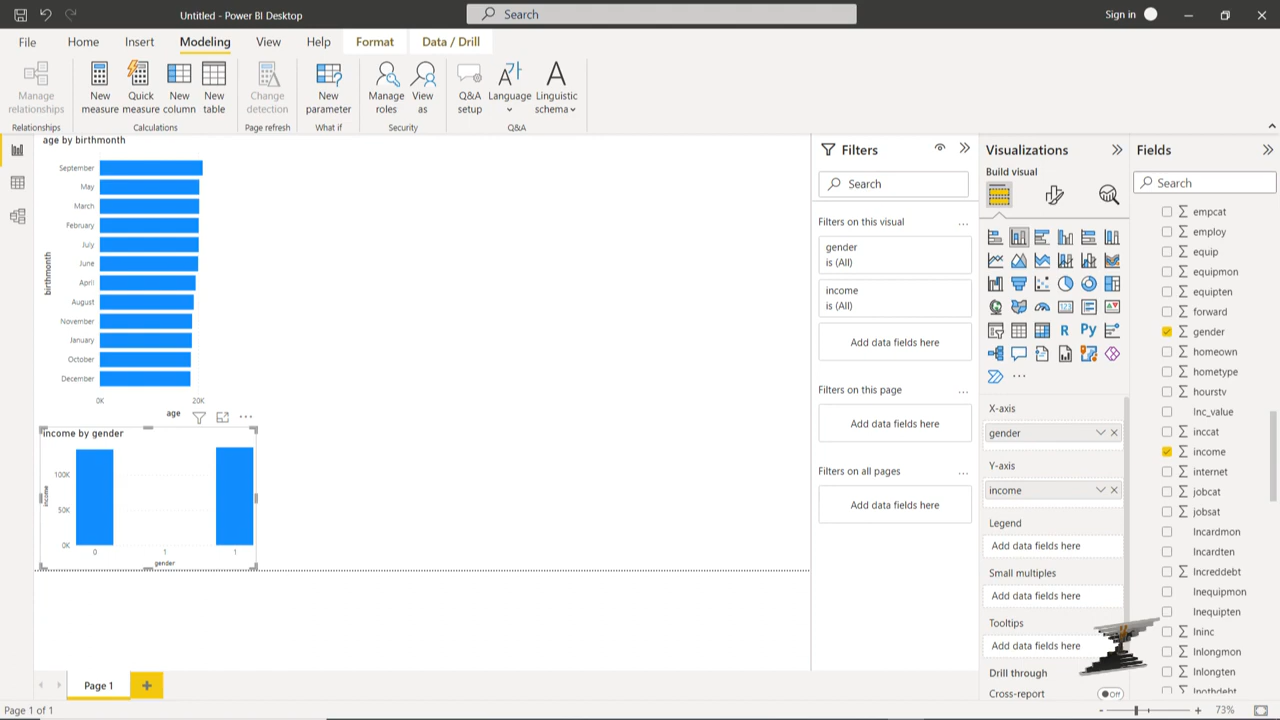 Untitled - Power BI Desktop
Search
Sign in
File
Home
Insert
Modeling
View
Help
Format
Data / Drill
Manage relationships
New measure
Quick measure
New column
New table
Change detection
New parameter
Manage roles
View as
Q&A setup
Language
Linguistic schema
Relationships
Calculations
Page refresh
What if
Security
Q&A
age by birthmonth
birthmonth
September
May
March
February
July
June
April
August
November
January
October
December
0K
20K
age
income by gender
income
100K
50K
0K
0
1
1
gender
Filters
Search
Filters on this visual
...
gender
is (All)
income
is (All)
Add data fields here
Filters on this page
...
Add data fields here
Filters on all pages
...
Add data fields here
Visualizations
Build visual
R
Py
...
X-axis
gender
Y-axis
income
Legend
Add data fields here
Small multiples
Add data fields here
Tooltips
Add data fields here
Drill through
Cross-report
Off
Fields
Search
empcat
employ
equip
equipmon
equipten
forward
gender
homeown
hometype
hourstv
Inc_value
inccat
income
internet
jobcat
jobsat
lncardmon
lncardten
lncreddebt
lnequipmon
lnequipten
lninc
lnlongmon
lnlongten
lnothdebt
Page 1
+
Page 1 of 1
- +
73%